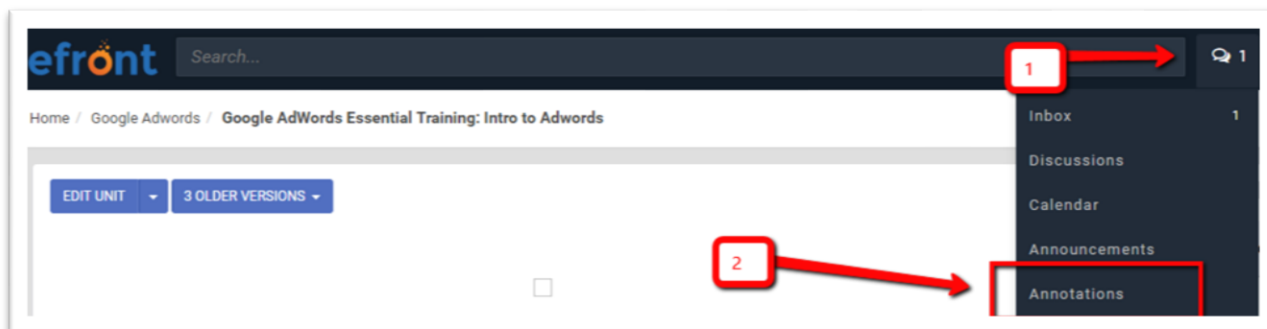 efront Search... 1 1
Home / Google Adwords / Google AdWords Essential Training: Intro to Adwords
Inbox 1
Discussions
EDIT UNIT 3 OLDER VERSIONS
Calendar
Announcements
2
Annotations